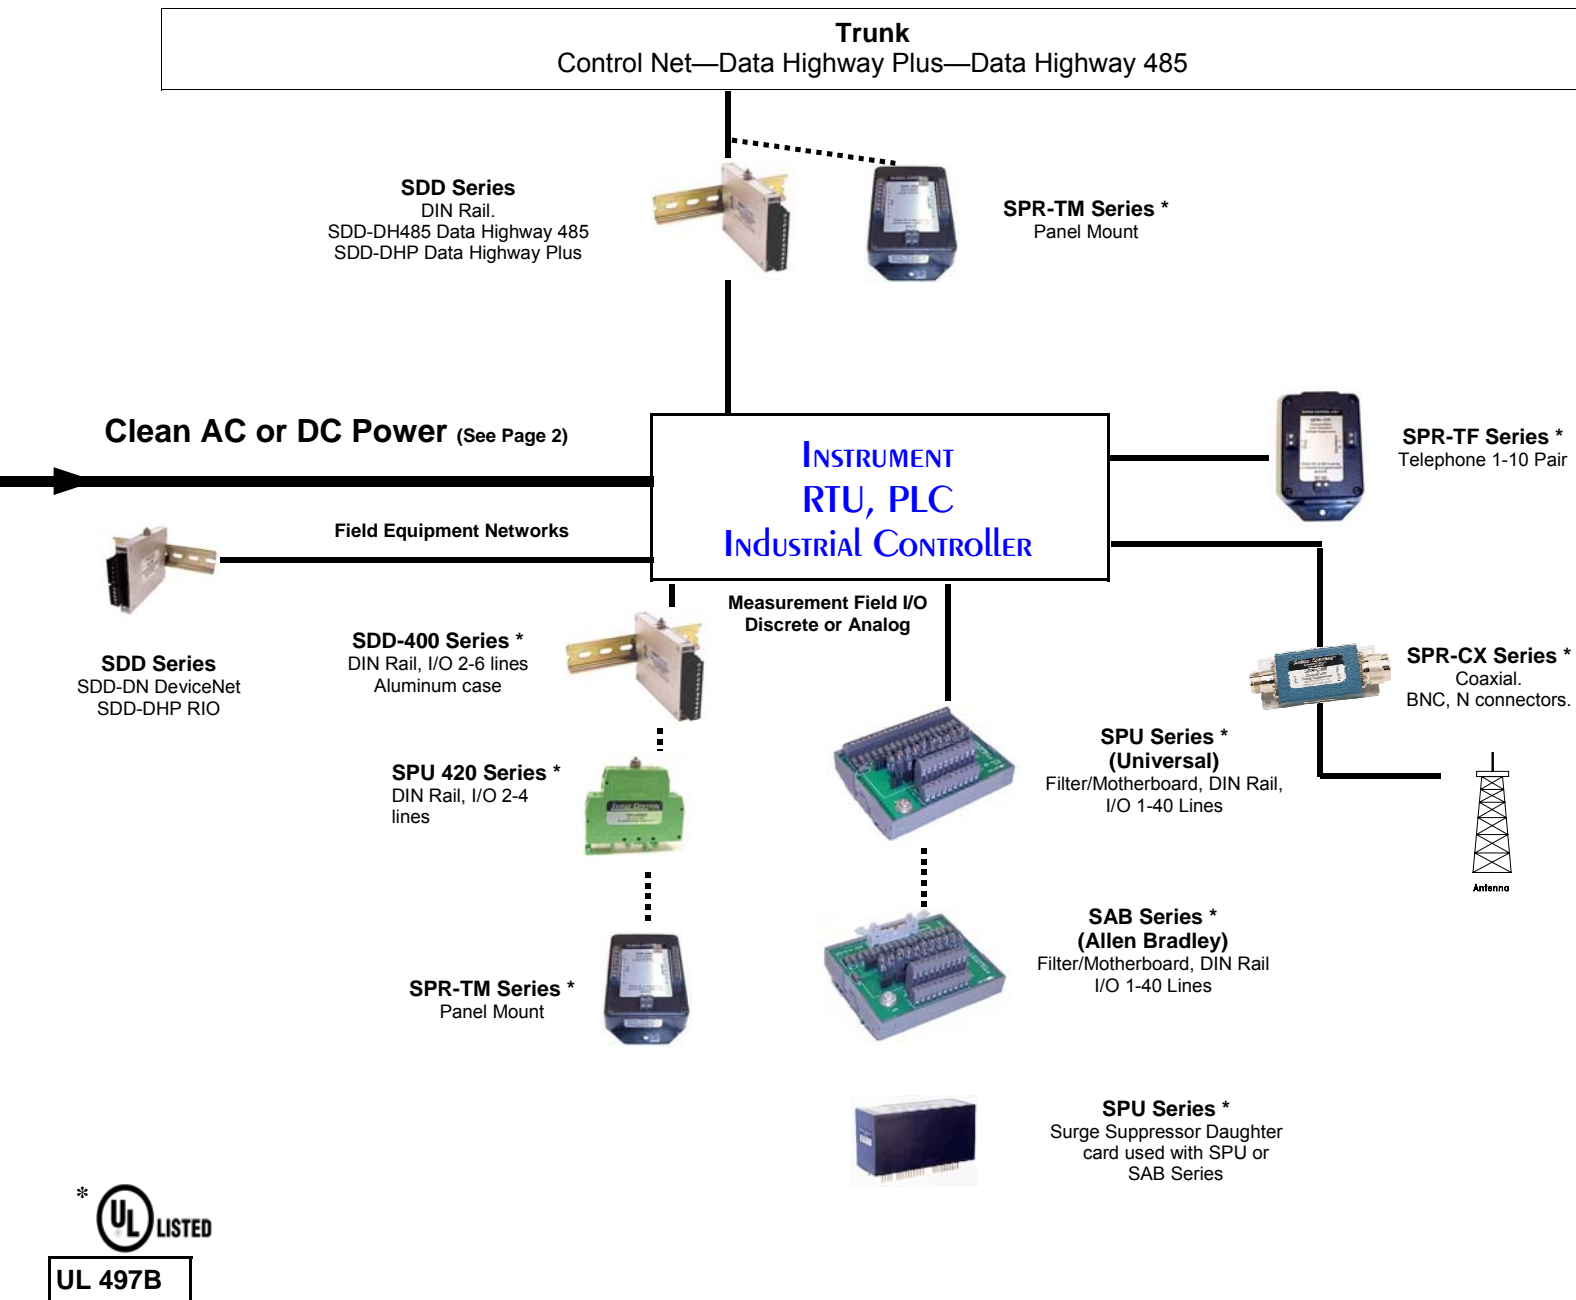 Trunk
Control Net—Data Highway Plus—Data Highway 485
SDD Series
DIN Rail.
SDD-DH485 Data Highway 485
SDD-DHP Data Highway Plus
SPR-TM Series *
Panel Mount
Clean AC or DC Power (See Page 2)
INSTRUMENT
RTU, PLC
INdUSTRIAl CONTROllER
SPR-TF Series *
Telephone 1-10 Pair
Field Equipment Networks
SDD Series
SDD-DN DeviceNet
SDD-DHP RIO
Measurement Field I/O
Discrete or Analog
SDD-400 Series *
DIN Rail, I/O 2-6 lines
Aluminum case
SPR-CX Series *
Coaxial.
BNC, N connectors.
SPU 420 Series *
DIN Rail, I/O 2-4
lines
SPU Series *
(Universal)
Filter/Motherboard, DIN Rail,
I/O 1-40 Lines
Antenna
SPR-TM Series *
Panel Mount
SAB Series *
(Allen Bradley)
Filter/Motherboard, DIN Rail
I/O 1-40 Lines
SPU Series *
Surge Suppressor Daughter
card used with SPU or
SAB Series
* UL LISTED
UL 497B